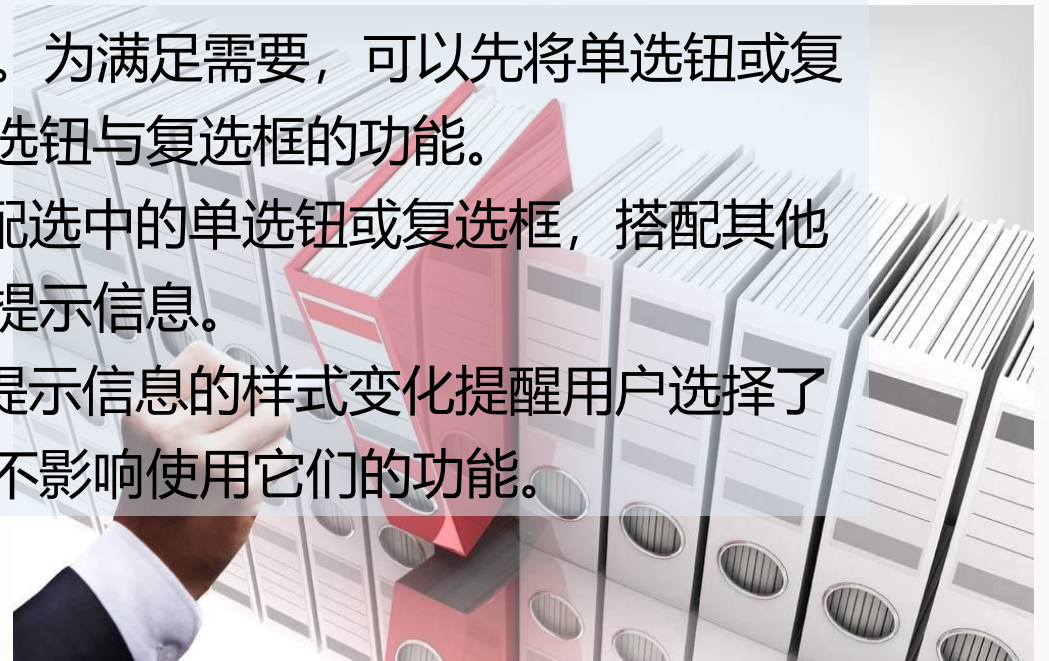 。为满足需要，可以先将单选钮或复
选钮与复选框的功能。
配选中的单选钮或复选框，搭配其他
提示信息。
提示信息的样式变化提醒用户选择了
不影响使用它们的功能。